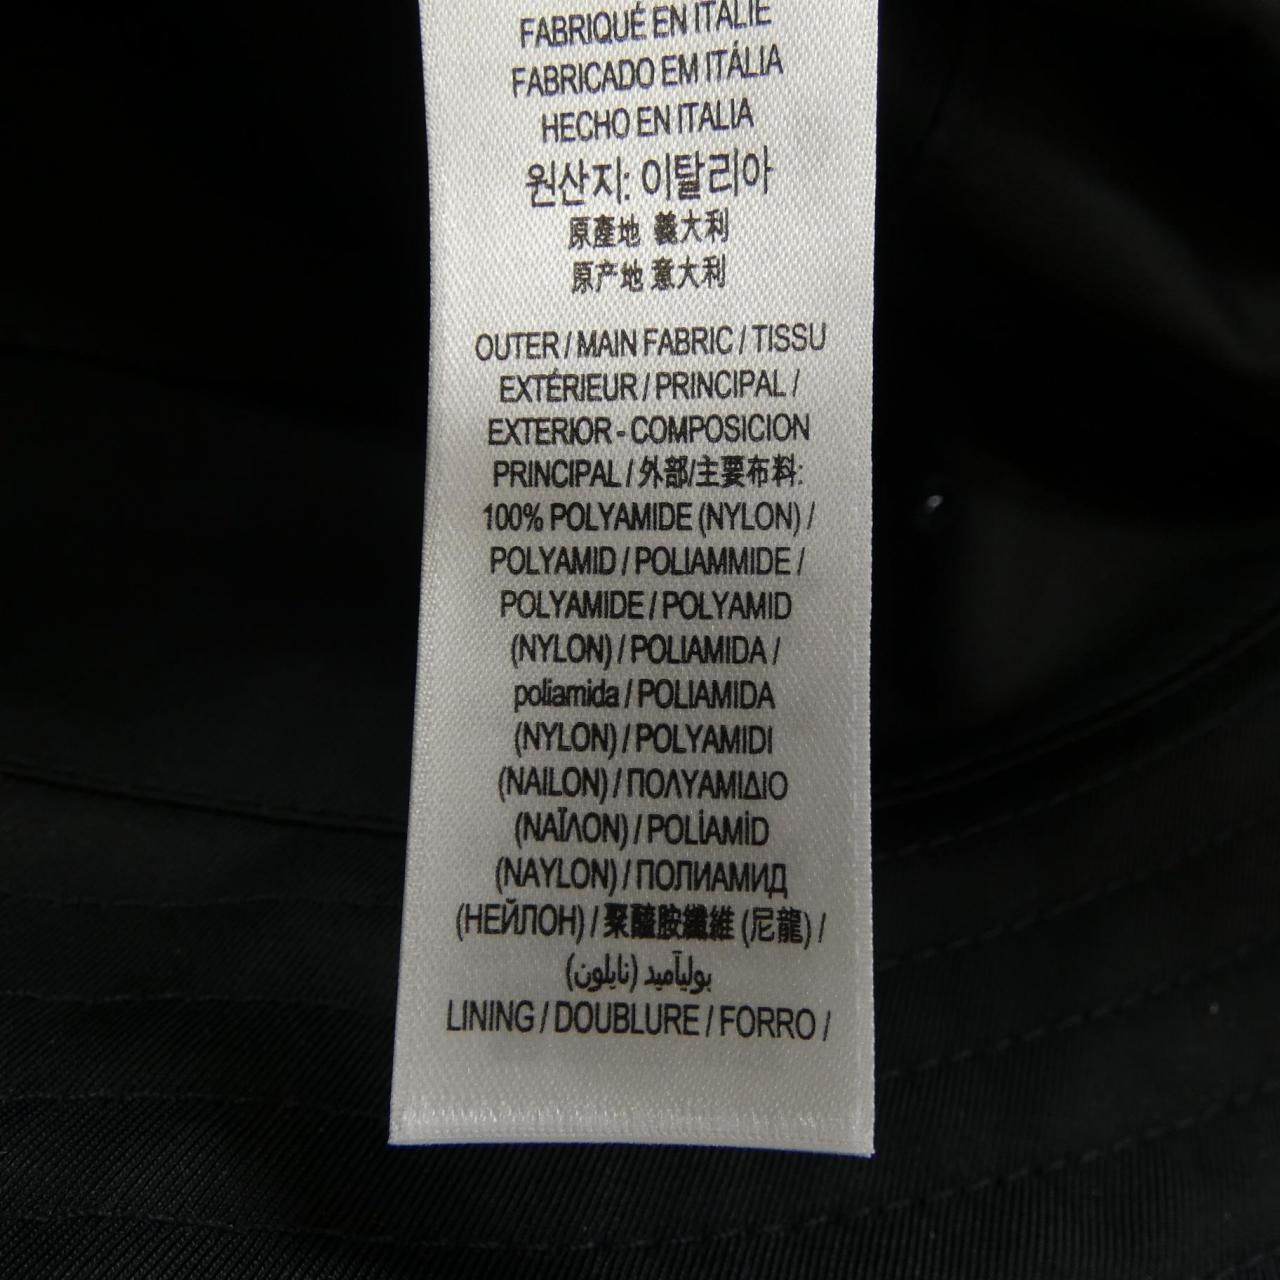 FABRIQUÉ EN ITALIE
FABRICADO EM ITÁLIA
HECHO EN ITALIA
원산지: 이탈리아
原產地 義大利
原产地 意大利
OUTER / MAIN FABRIC / TISSU
EXTÉRIEUR / PRINCIPAL /
EXTERIOR - COMPOSICION
PRINCIPAL / 外部/主要布料:
100% POLYAMIDE (NYLON) /
POLYAMID / POLIAMMIDE /
POLYAMIDE / POLYAMID
(NYLON) / POLIAMIDA /
poliamida / POLIAMIDA
(NYLON) / POLYAMIDI
(NAILON) / ΠΟΛΥΑΜΙΔΙΟ
(ΝΑΪΛΟΝ) / POLİAMİD
(NAYLON) / ПОЛИАМИД
(НЕЙЛОН) / 聚醯胺纖維 (尼龍) /
بوليآميد (نايلون)
LINING / DOUBLURE / FORRO /